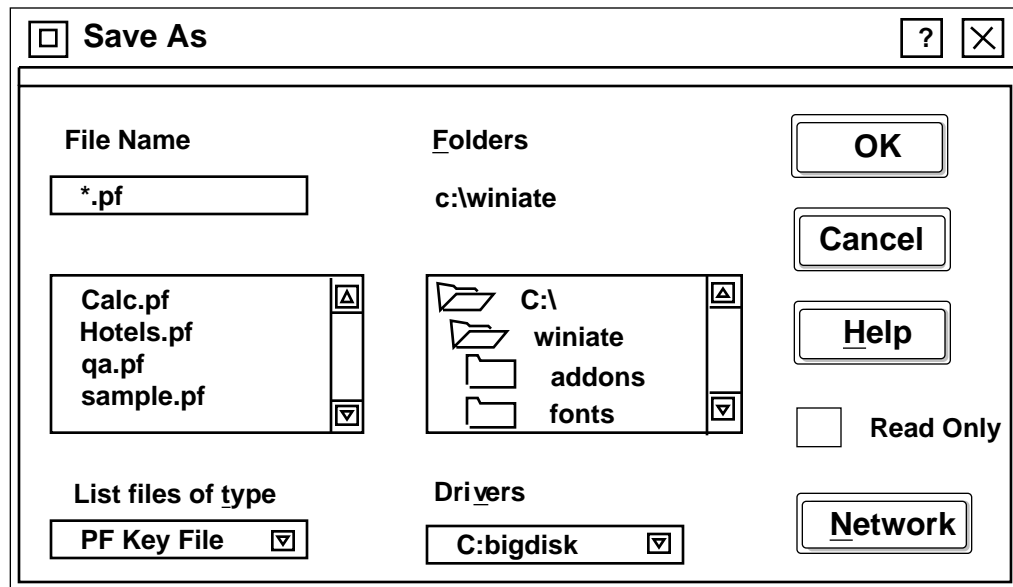 Save As
?
File Name
*.pf
Calc.pf
Hotels.pf
qa.pf
sample.pf
List files of type
PF Key File
Folders
c:\winiate
C:\
winiate
addons
fonts
Drivers
C:bigdisk
OK
Cancel
Help
Read Only
Network